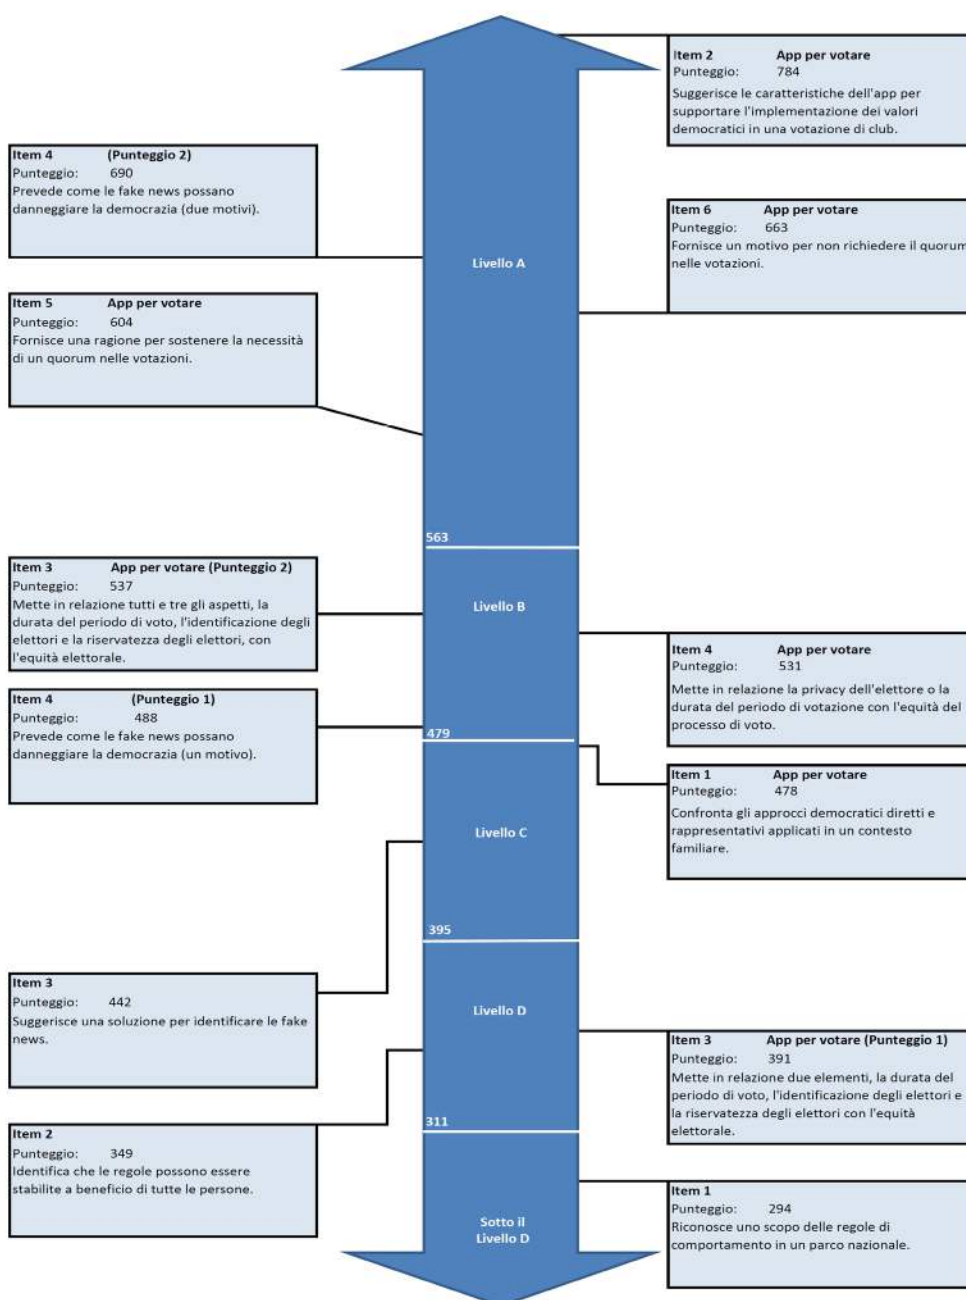 Item 2 App per votare
Punteggio: 784
Suggerisce le caratteristiche dell'app per
supportare l'implementazione dei valori
democratici in una votazione di club.
Item 4 (Punteggio 2)
Punteggio: 690
Prevede come le fake news possano
danneggiare la democrazia (due motivi).
Item 6 App per votare
Punteggio: 663
Fornisce un motivo per non richiedere il quorum
nelle votazioni.
Livello A
Item 5 App per votare
Punteggio: 604
Fornisce una ragione per sostenere la necessità
di un quorum nelle votazioni.
563
Item 3 App per votare (Punteggio 2)
Punteggio: 537
Mette in relazione tutti e tre gli aspetti, la
durata del periodo di voto, l'identificazione degli
elettori e la riservatezza degli elettori, con
l'equità elettorale.
Livello B
Item 4 App per votare
Punteggio: 531
Mette in relazione la privacy dell'elettore o la
durata del periodo di votazione con l'equità del
processo di voto.
Item 4 (Punteggio 1)
Punteggio: 488
Prevede come le fake news possano
danneggiare la democrazia (un motivo).
479
Item 1 App per votare
Punteggio: 478
Confronta gli approcci democratici diretti e
rappresentativi applicati in un contesto
familiare.
Livello C
395
Item 3
Punteggio: 442
Suggerisce una soluzione per identificare le fake
news.
Livello D
Item 3 App per votare (Punteggio 1)
Punteggio: 391
Mette in relazione due elementi, la durata del
periodo di voto, l'identificazione degli elettori e
la riservatezza degli elettori con l'equità
elettorale.
311
Item 2
Punteggio: 349
Identifica che le regole possono essere
stabilite a beneficio di tutte le persone.
Item 1
Punteggio: 294
Riconosce uno scopo delle regole di
comportamento in un parco nazionale.
Sotto il
Livello D